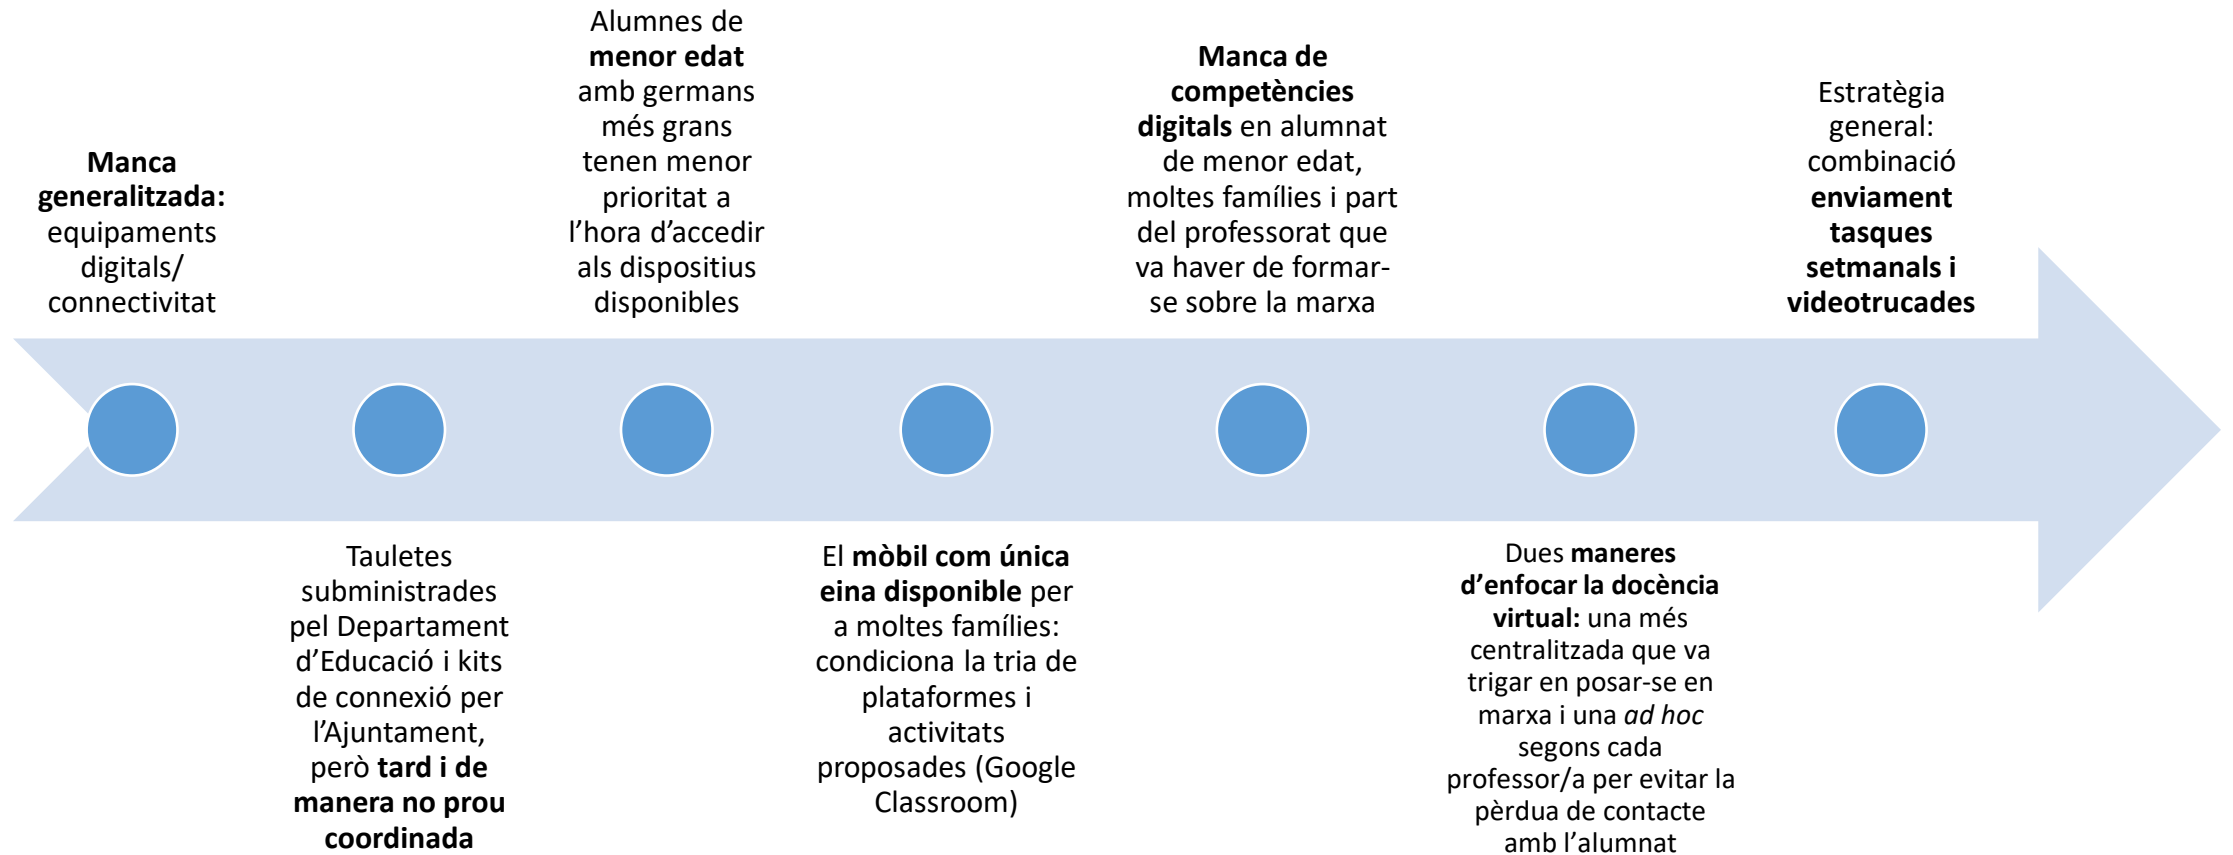 Manca
generalitzada:
equipaments
digitals/
connectivitat
Tauletes
subministrades
pel Departament
d’Educació i kits
de connexió per
l’Ajuntament,
però tard i de
manera no prou
coordinada
Alumnes de
menor edat
amb germans
més grans
tenen menor
prioritat a
l’hora d’accedir
als dispositius
disponibles
El mòbil com única
eina disponible per
a moltes famílies:
condiciona la tria de
plataformes i
activitats
proposades (Google
Classroom)
Manca de
competències
digitals en alumnat
de menor edat,
moltes famílies i part
del professorat que
va haver de formar-
se sobre la marxa
Dues maneres
d’enfocar la docència
virtual: una més
centralitzada que va
trigar en posar-se en
marxa i una ad hoc
segons cada
professor/a per evitar la
pèrdua de contacte
amb l’alumnat
Estratègia
general:
combinació
enviament
tasques
setmanals i
videotrucades